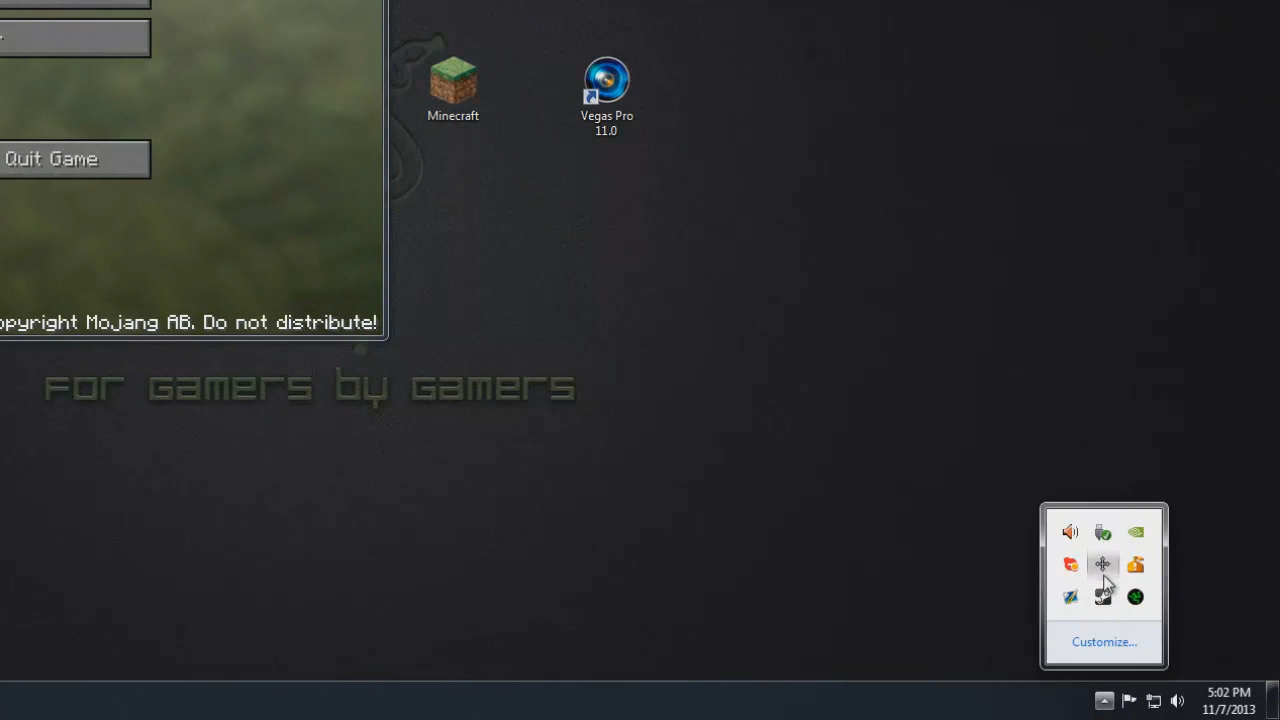 Minecraft
Vegas Pro
11.0
Quit Game
opyright Mojang AB. Do not distribute!
FOR GAMERS BY GAMERS
Customize...
5:02 PM
11/7/2013